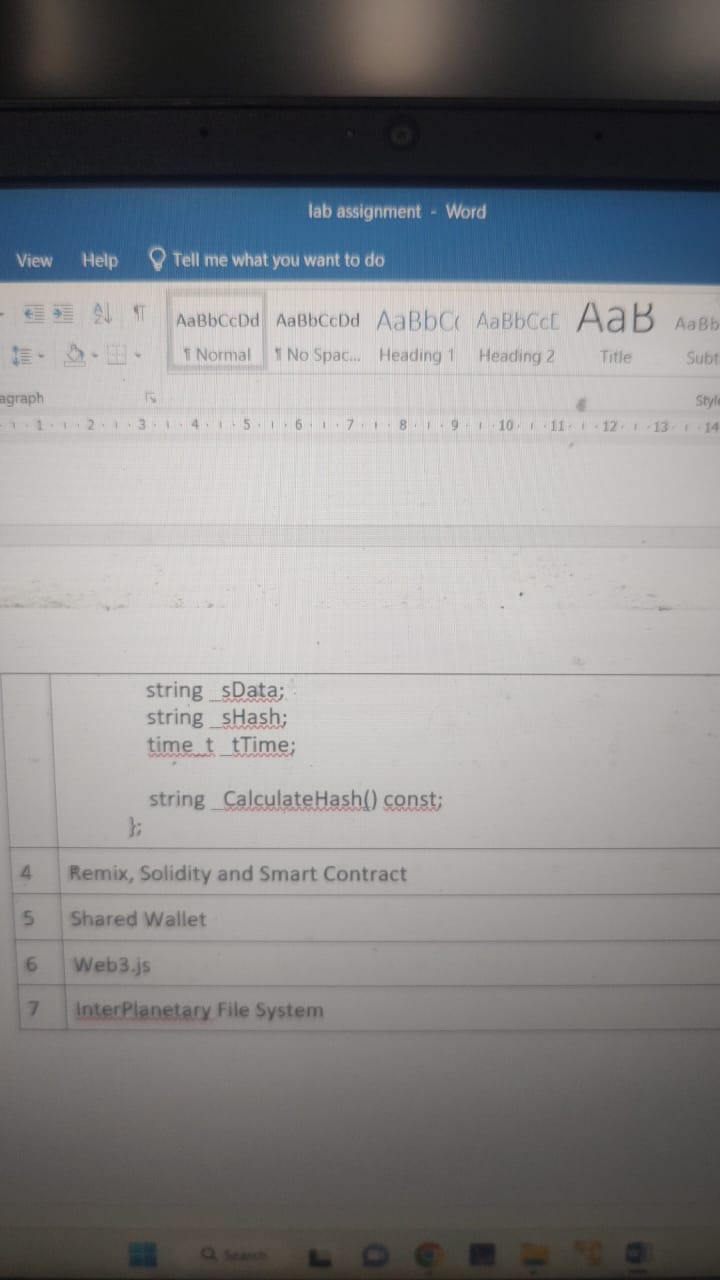 lab assignment - Word
View Help Tell me what you want to do
AaBbCcDd AaBbCcDd AaBbC( AaBbCcD AaB AaBb
¶ Normal ¶ No Spac... Heading 1 Heading 2 Title Subt
agraph Style
1 2 3 4 5 6 7 8 9 10 11 12 13 14
string _sData;
string _sHash;
time_t _tTime;
string _CalculateHash() const;
};
4 Remix, Solidity and Smart Contract
5 Shared Wallet
6 Web3.js
7 InterPlanetary File System
Search